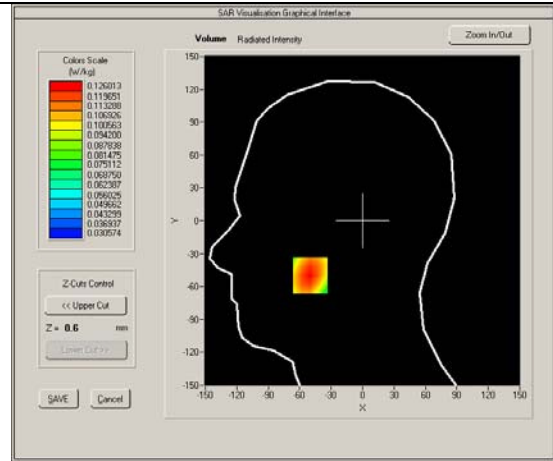 SAR Visualisation Graphical Interface
Volume Radiated Intensity
Zoom In/Out
Colors Scale
(W/kg)
0.126013
0.119651
0.113288
0.106926
0.100563
0.094200
0.087838
0.081475
0.075112
0.068750
0.062387
0.056025
0.049662
0.043299
0.036937
0.030574
Z-Cuts Control
<< Upper Cut
Z = 0.6 mm
Lower Cut >>
SAVE Cancel
150-
120-
90-
60-
30-
Y 0-
-30-
-60-
-90-
-120-
-150-
-150 -120 -90 -60 -30 0 30 60 90 120 150
X